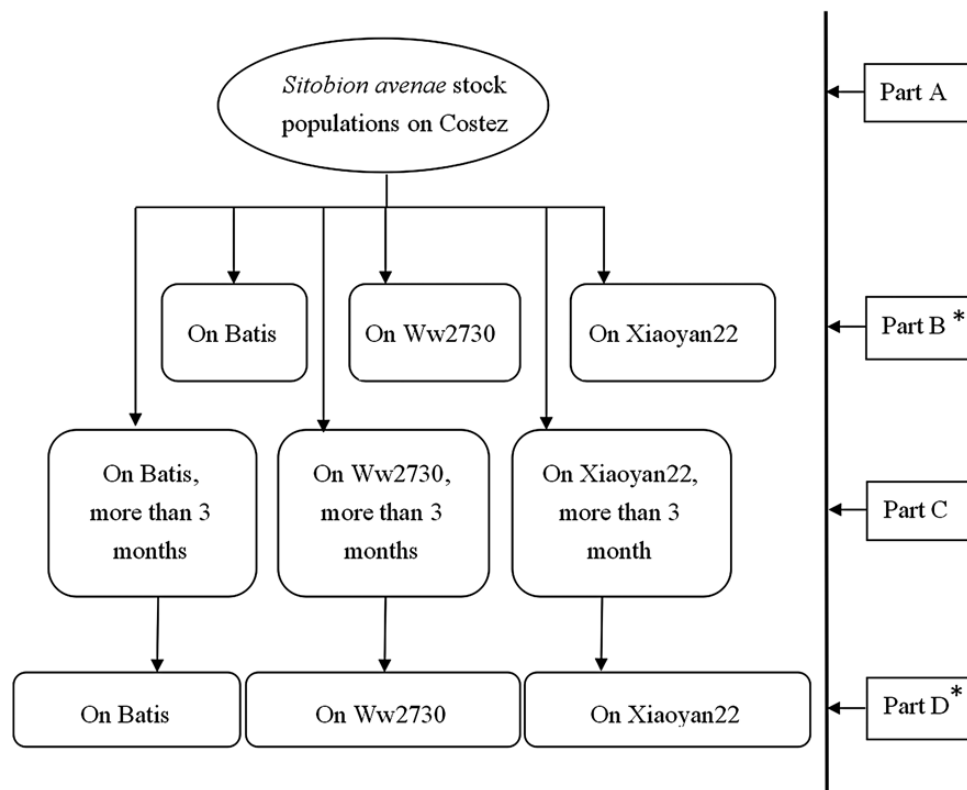 Sitobion avenae stock
populations on Costez
Part A
On Batis
On Ww2730
On Xiaoyan22
Part B *
On Batis,
more than 3
months
On Ww2730,
more than 3
months
On Xiaoyan22,
more than 3
month
Part C
On Batis
On Ww2730
On Xiaoyan22
Part D*